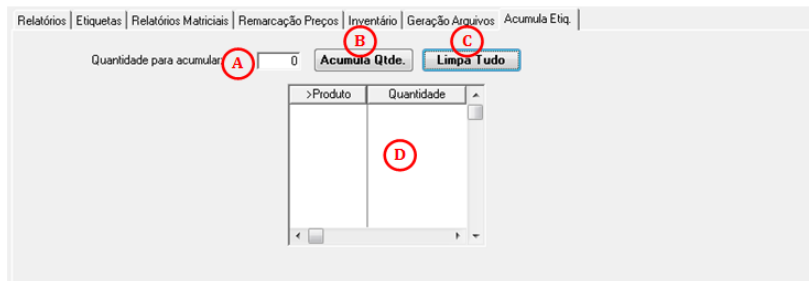 Relatórios Etiquetas Relatórios Matriciais Remarcação Preços Inventário Geração Arquivos Acumula Etiq.
B C
Quantidade para acumular: A 0 Acumula Qtde. Limpa Tudo
>Produto Quantidade
D